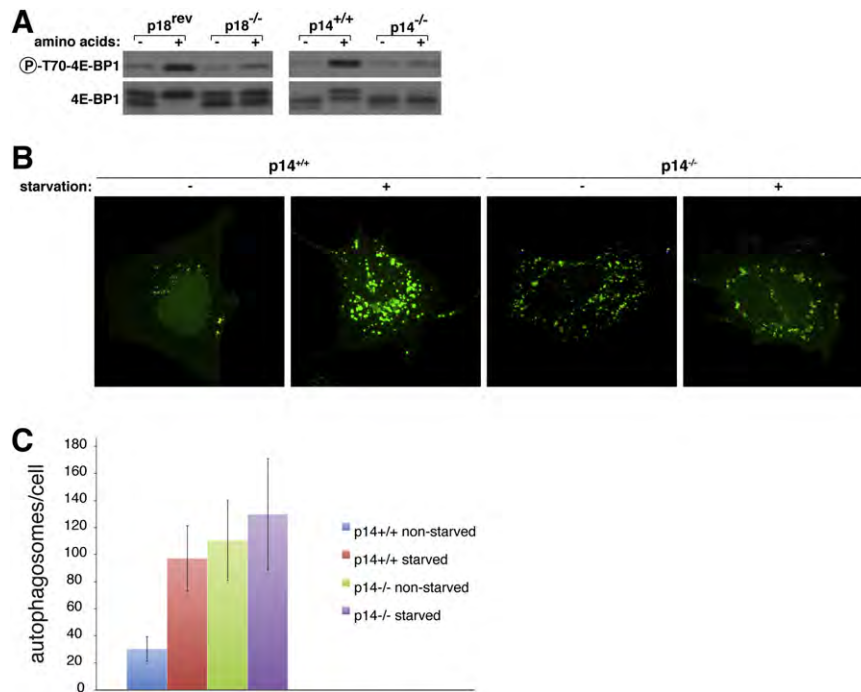 A
p18rev p18-/- p14+/+ p14-/-
amino acids: - + - + - + - +
Ⓟ-T70-4E-BP1
4E-BP1
B
p14+/+ p14-/-
starvation: - + - +
C
autophagosomes/cell
180
160
140
120
100
80
60
40
20
0
p14+/+ non-starved
p14+/+ starved
p14-/- non-starved
p14-/- starved